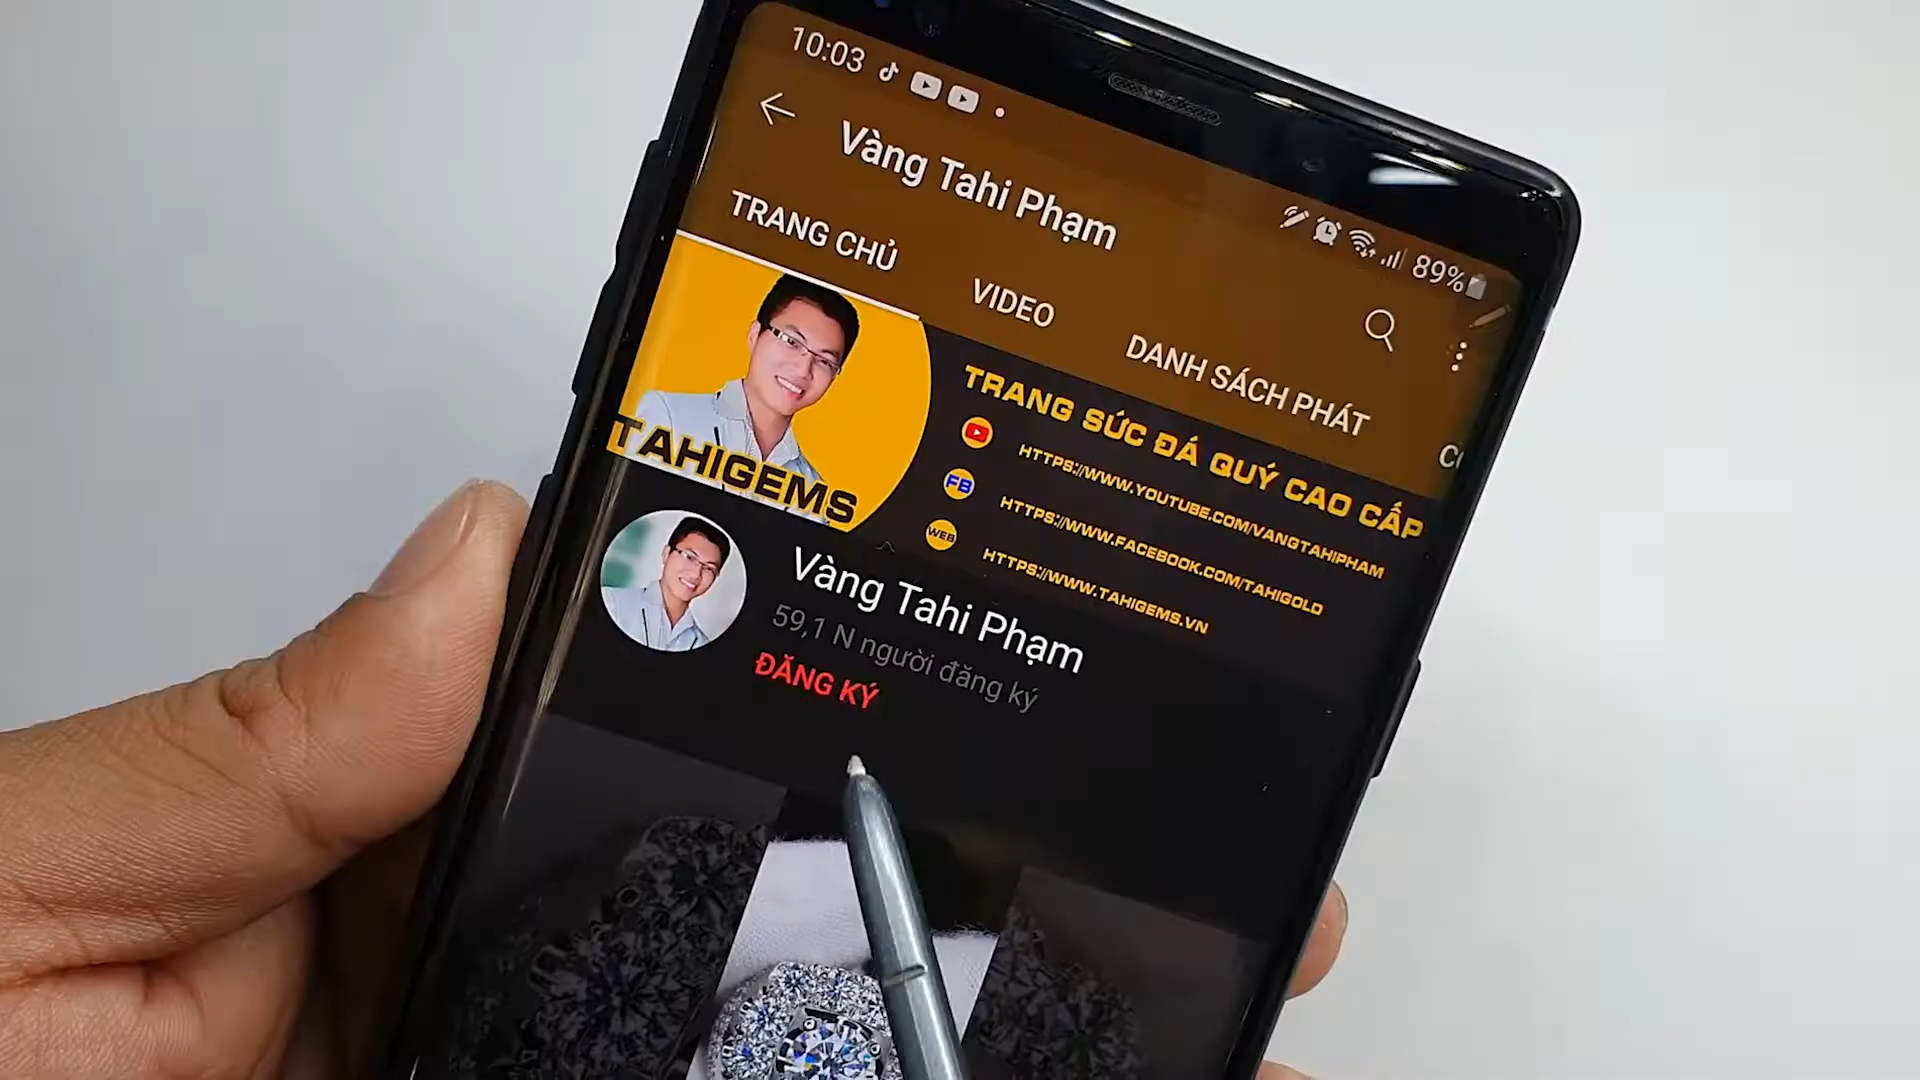 10:03
89%
Vàng Tahi Phạm
TRANG CHỦ
VIDEO
DANH SÁCH PHÁT
TAHIGEMS
TRANG SỨC ĐÁ QUÝ CAO CẤP
HTTPS://WWW.YOUTUBE.COM/VANGTAHIPHAM
FB
HTTPS://WWW.FACEBOOK.COM/TAHIGOLD
WEB
HTTPS://WWW.TAHIGEMS.VN
Vàng Tahi Phạm
59,1 N người đăng ký
ĐĂNG KÝ